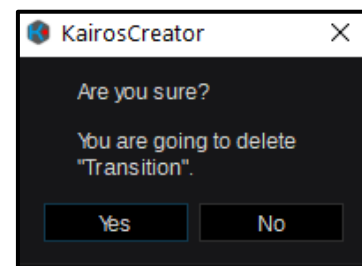 KairosCreator
Are you sure?
You are going to delete
"Transition".
Yes
No